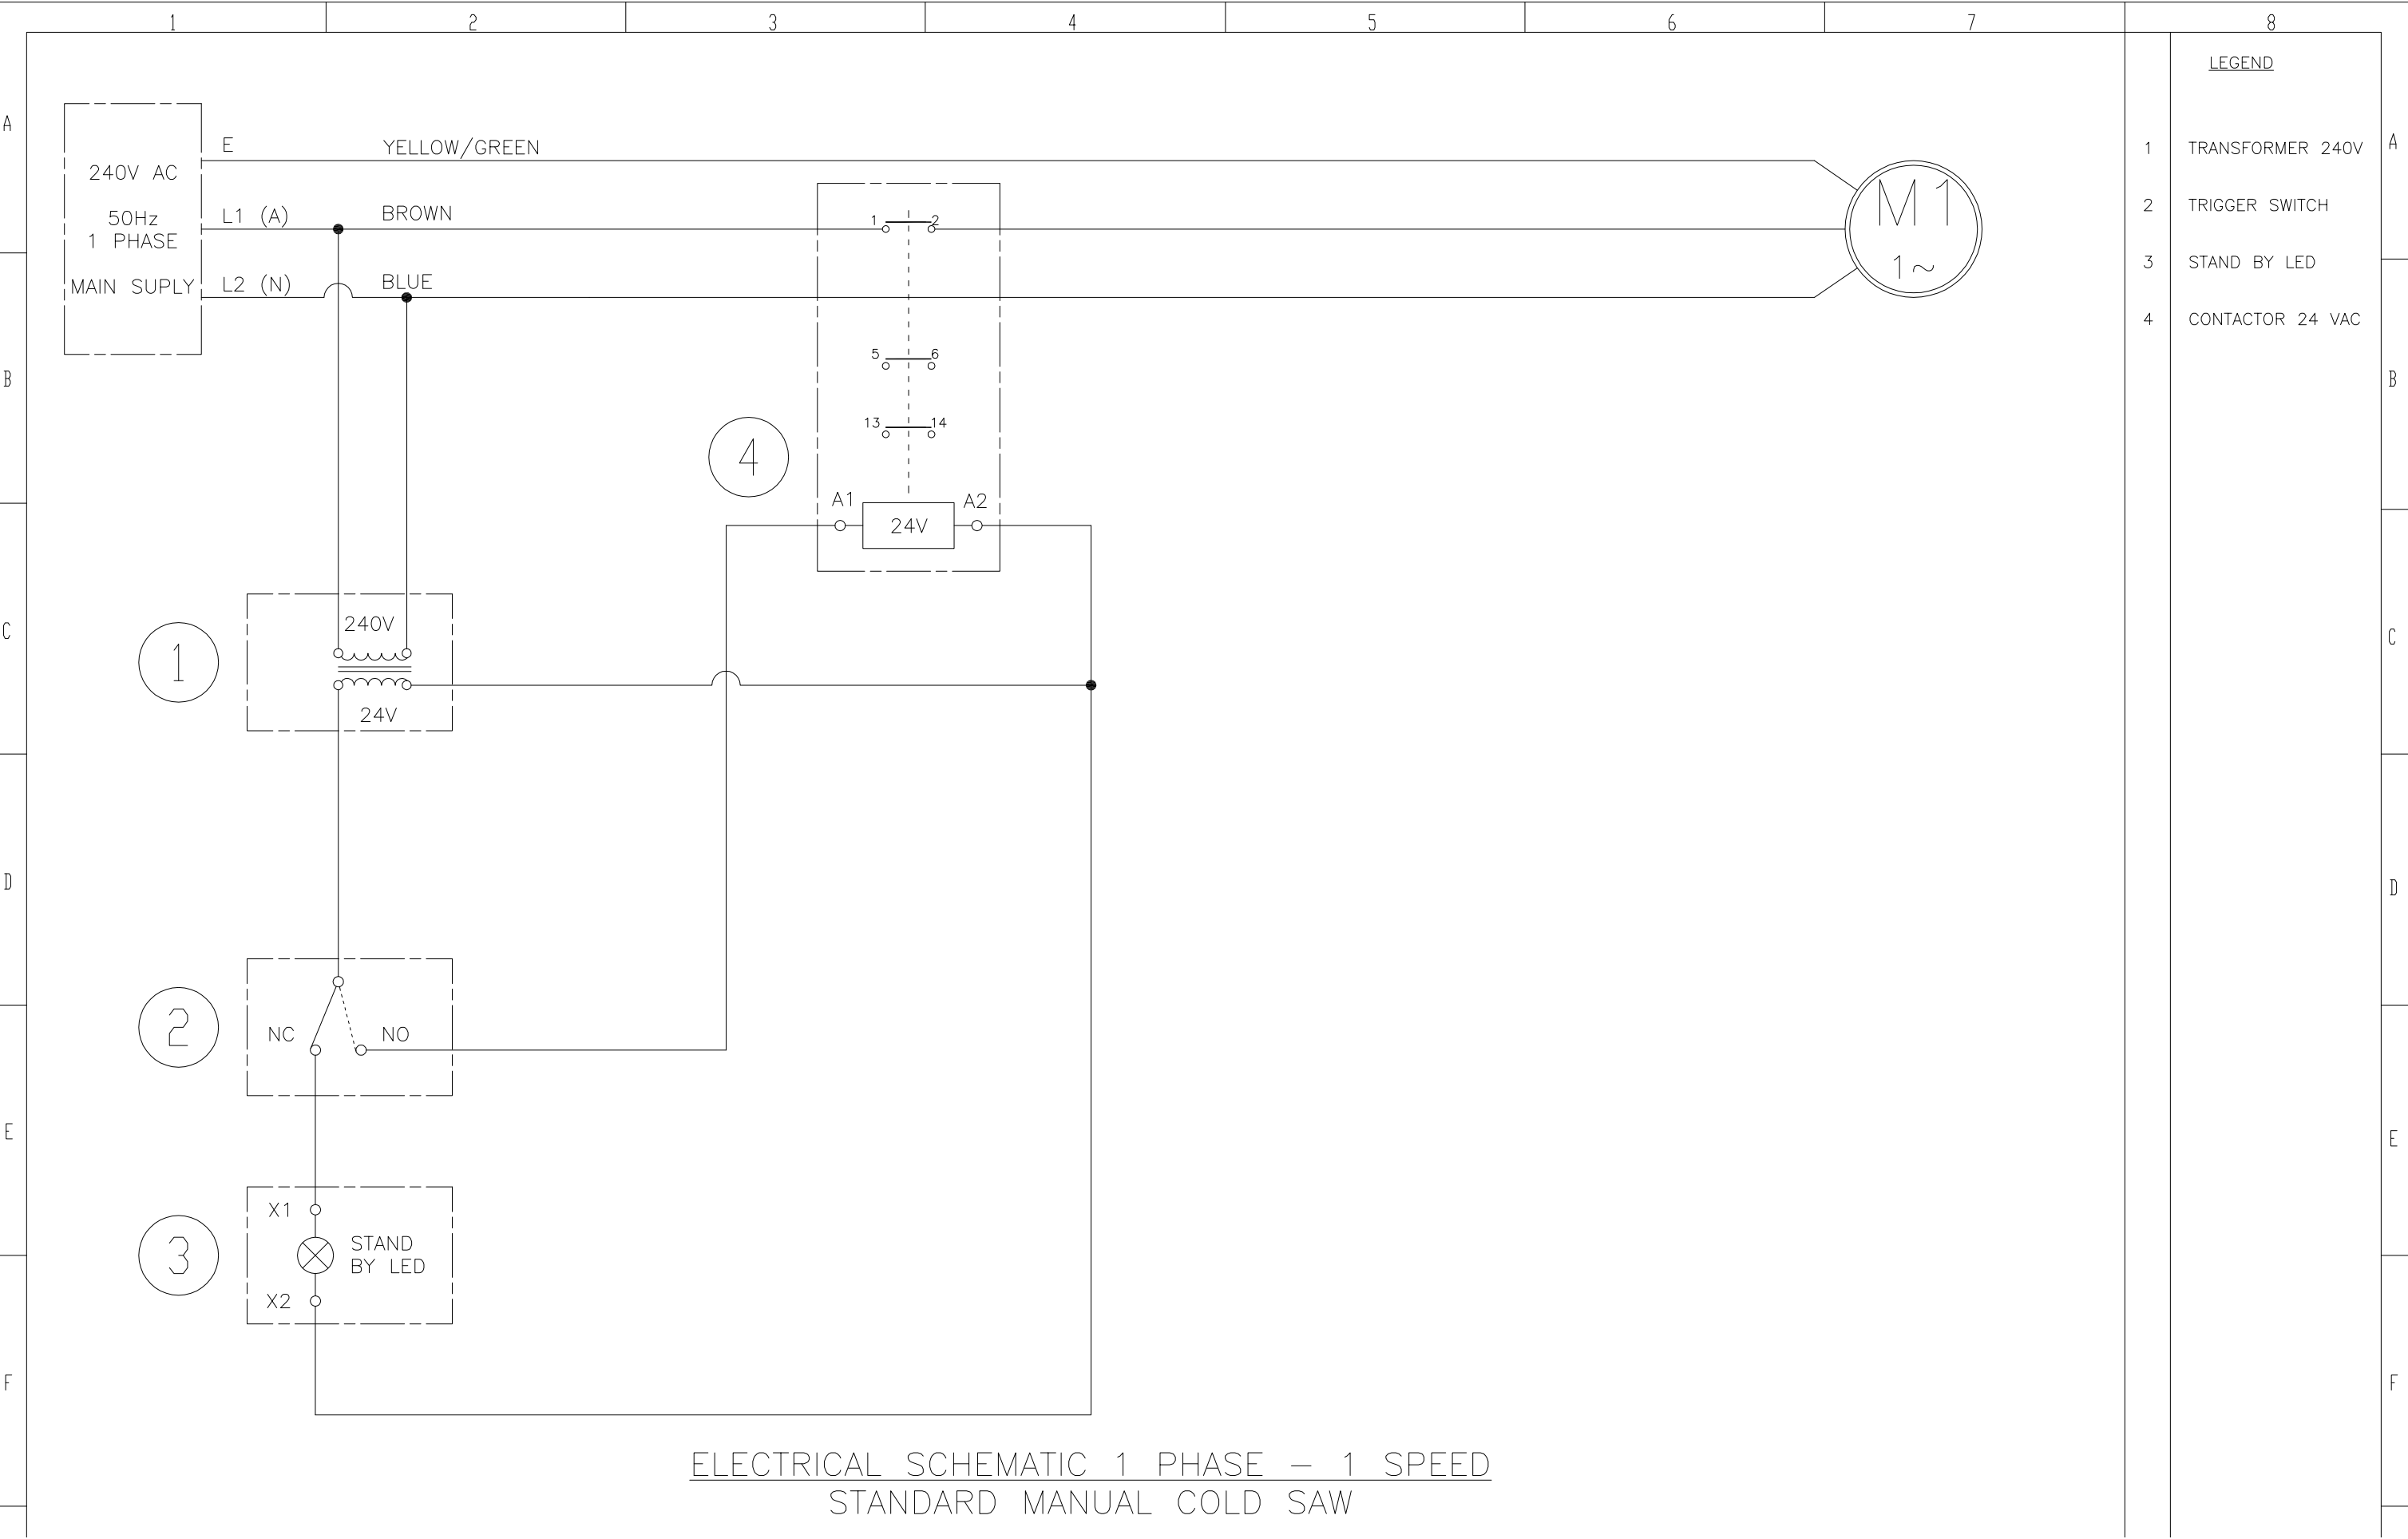 1 2 3 4 5 6 7 8
LEGEND
A A
E YELLOW/GREEN
240V AC
1 TRANSFORMER 240V
L1 (A) BROWN
50Hz
1 PHASE
1 2
M1
1~
2 TRIGGER SWITCH
MAIN SUPLY
L2 (N) BLUE
3 STAND BY LED
4 CONTACTOR 24 VAC
5 6
B B
13 14
4
A1 24V A2
C C
240V
1
24V
D D
2
NC NO
E E
X1
3
STAND
BY LED
X2
F F
ELECTRICAL SCHEMATIC 1 PHASE – 1 SPEED
STANDARD MANUAL COLD SAW